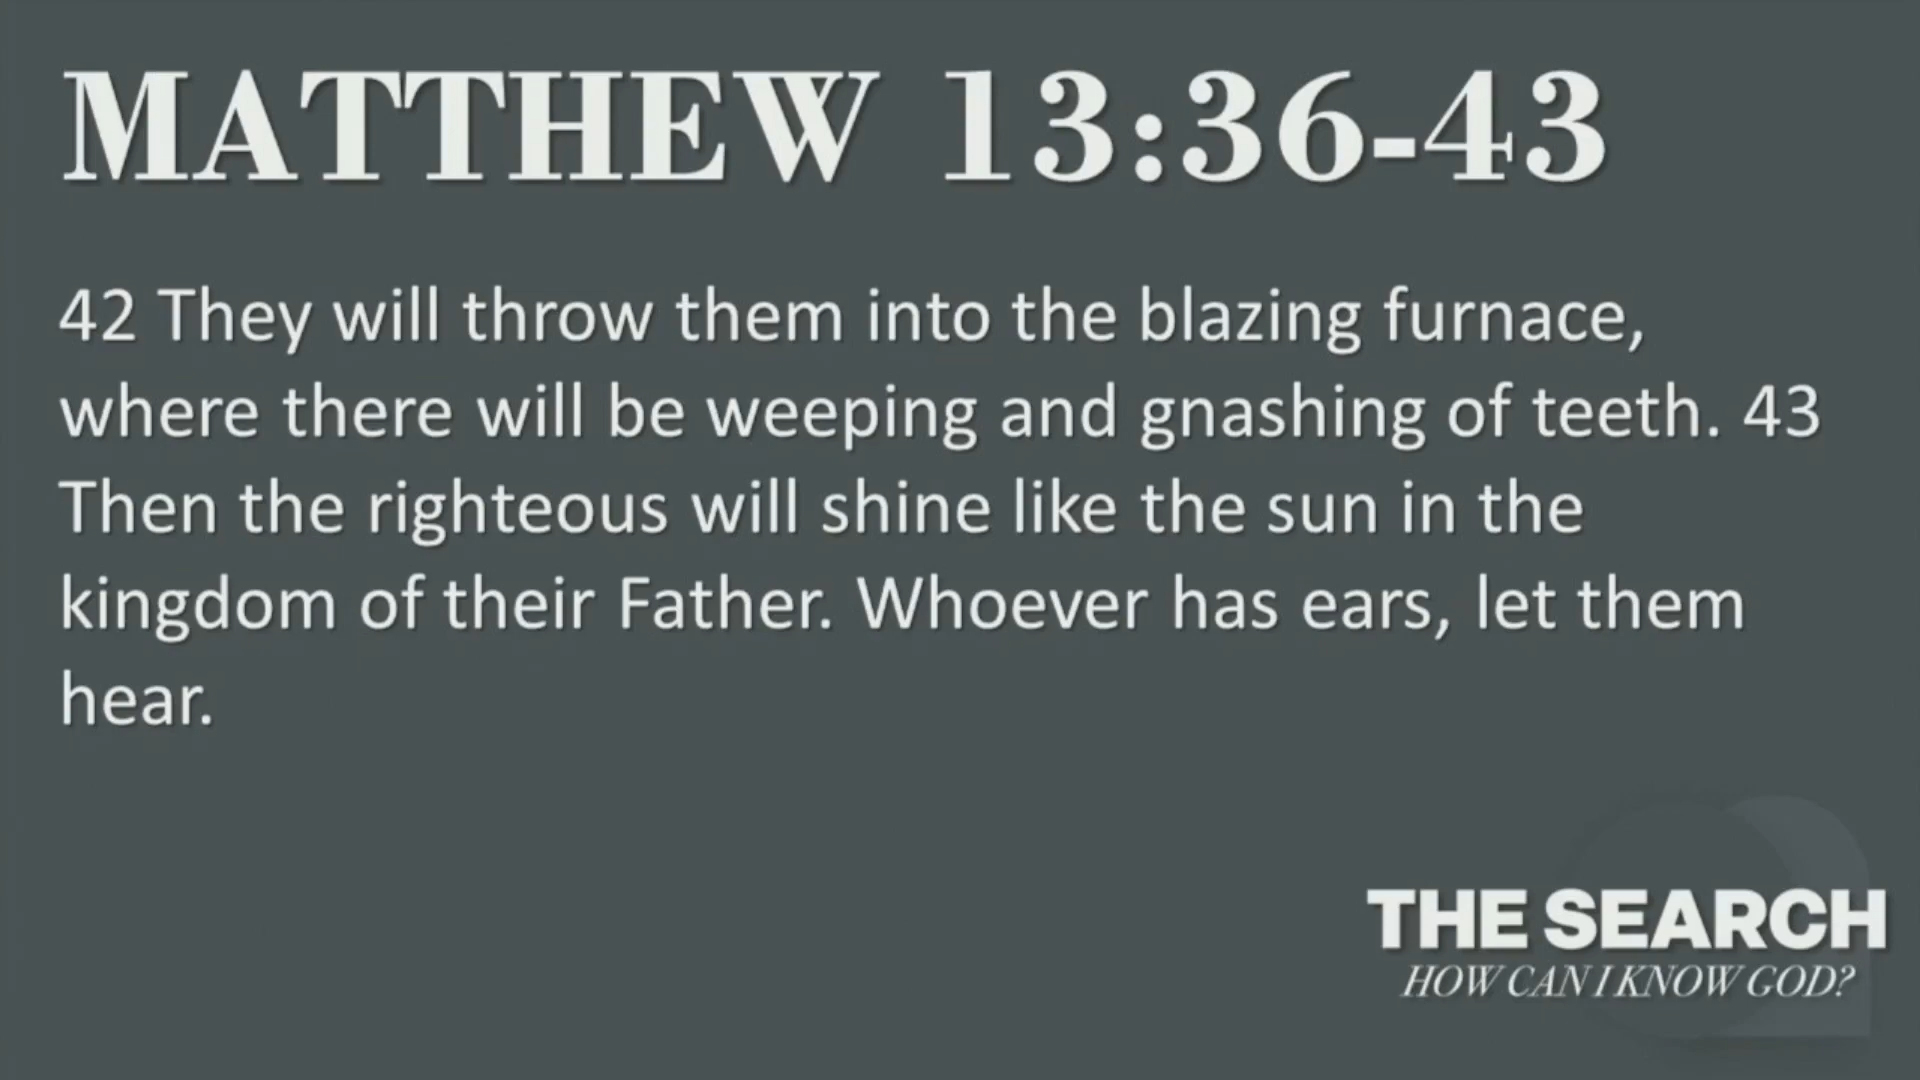 MATTHEW 13:36-43
42 They will throw them into the blazing furnace,
where there will be weeping and gnashing of teeth. 43
Then the righteous will shine like the sun in the
kingdom of their Father. Whoever has ears, let them
hear.
THE SEARCH
HOW CAN I KNOW GOD?